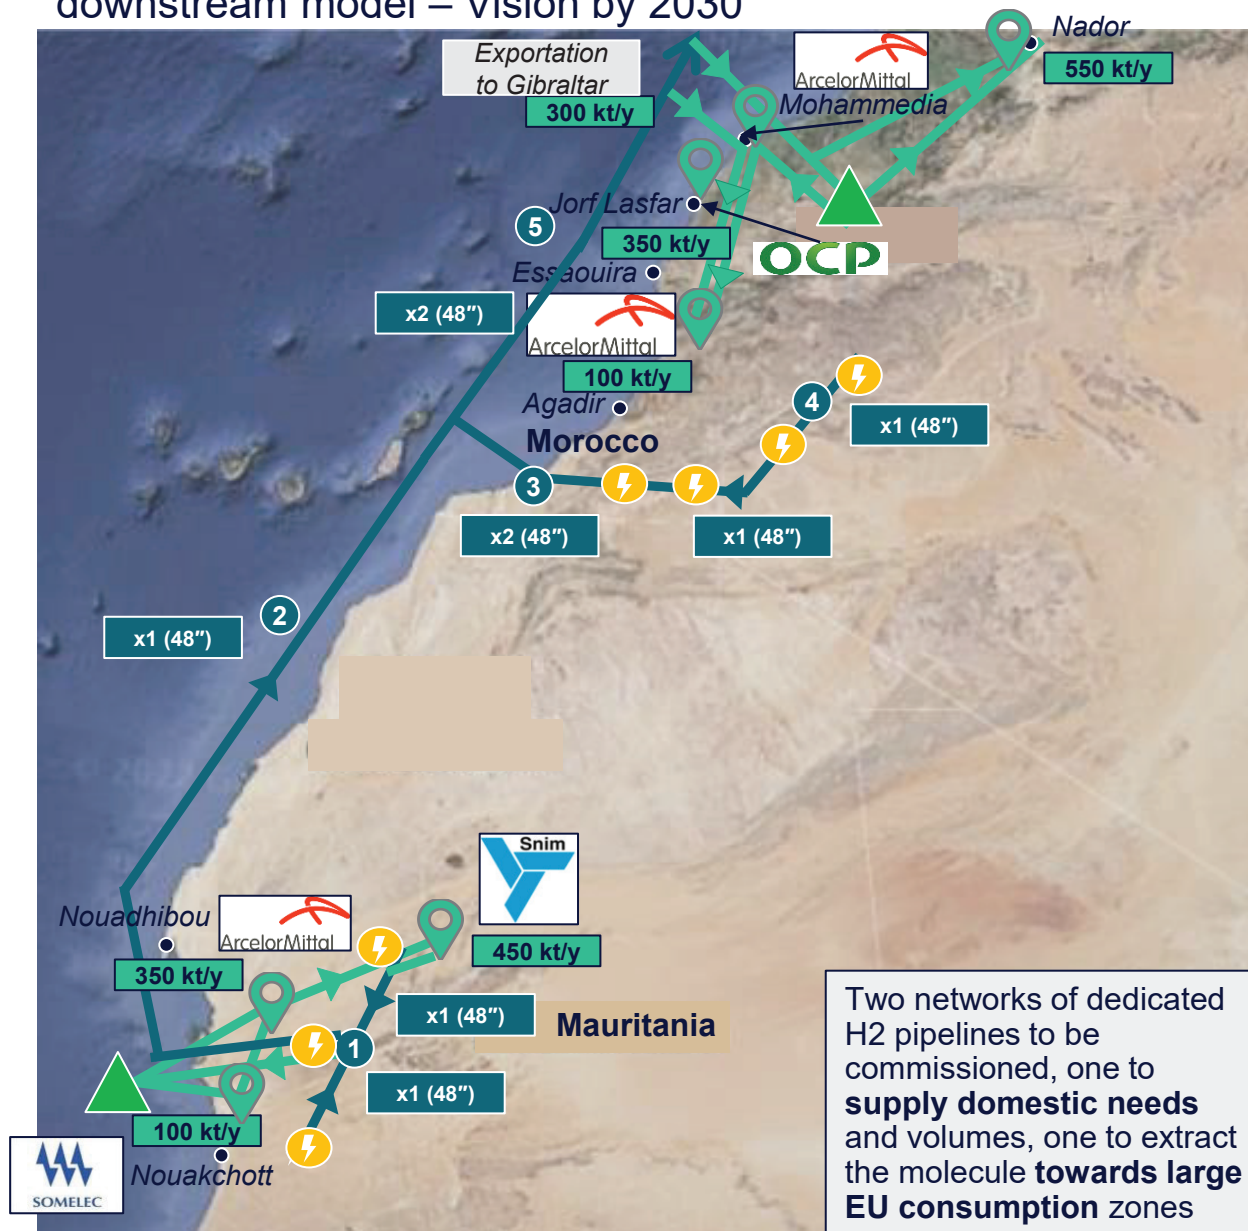 downstream model – Vision by 2030
Exportation
to Gibraltar
300 kt/y
ArcelorMittal
Nador
550 kt/y
Mohammedia
Jorf Lasfar
350 kt/y
OCP
5
Essaouira
x2 (48″)
ArcelorMittal
100 kt/y
Agadir
4
x1 (48″)
Morocco
3
x2 (48″)
x1 (48″)
2
x1 (48″)
Snim
Nouadhibou
ArcelorMittal
350 kt/y
450 kt/y
x1 (48″)
Mauritania
1
x1 (48″)
100 kt/y
Nouakchott
SOMELEC
Two networks of dedicated
H2 pipelines to be
commissioned, one to
supply domestic needs
and volumes, one to extract
the molecule towards large
EU consumption zones